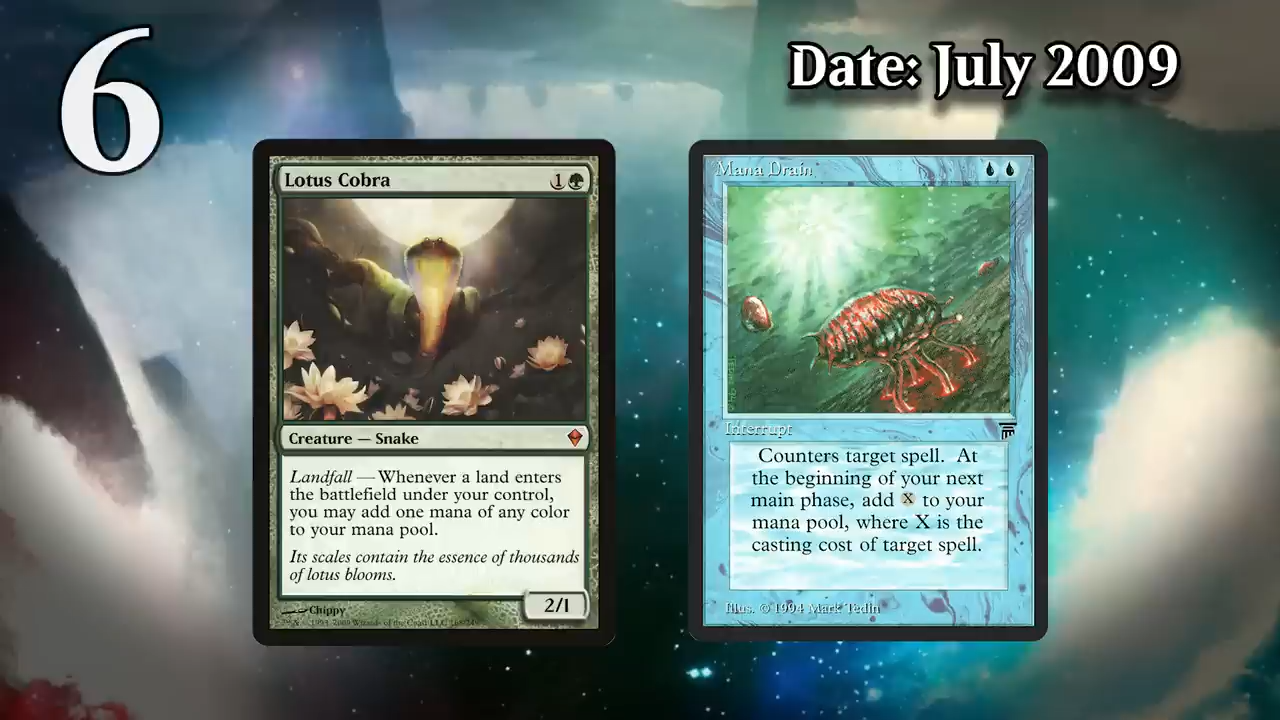 6
Date: July 2009
Lotus Cobra 1
Creature — Snake
Landfall — Whenever a land enters
the battlefield under your control,
you may add one mana of any color
to your mana pool.
Its scales contain the essence of thousands
of lotus blooms.
2/1
Chippy
Mana Drain
Interrupt
Counters target spell. At
the beginning of your next
main phase, add X to your
mana pool, where X is the
casting cost of target spell.
Illus. © 1994 Mark Tedin